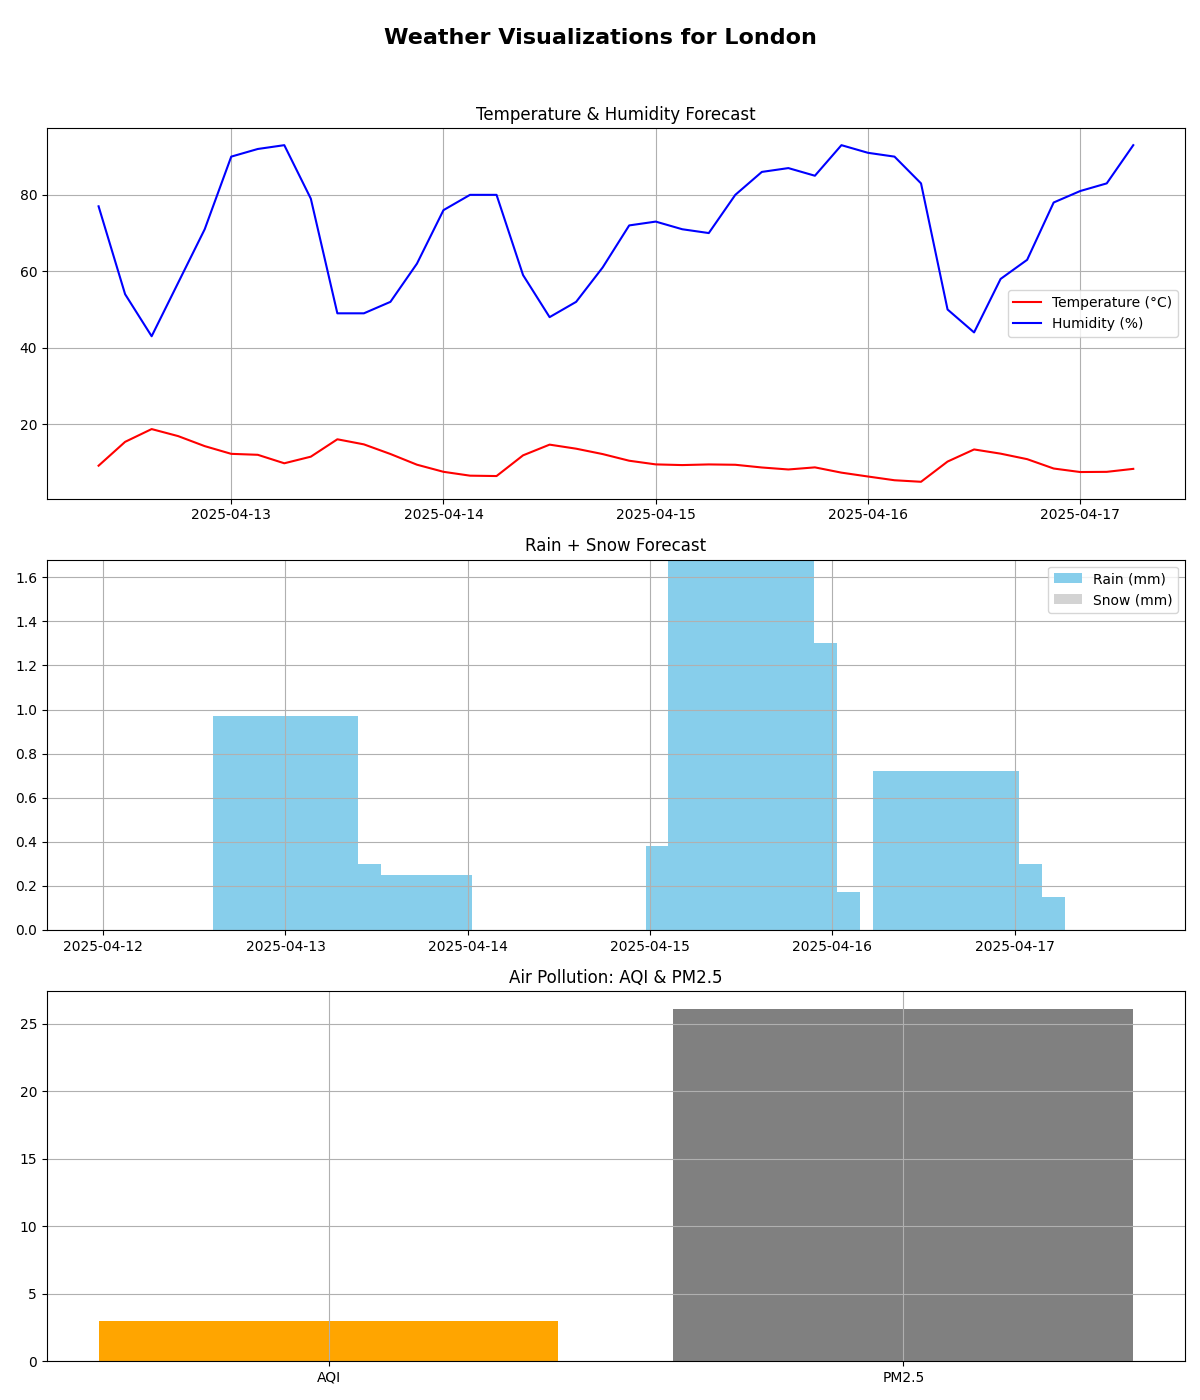 Weather Visualizations for London
Temperature & Humidity Forecast
80
60
40
20
Temperature (°C)
Humidity (%)
2025-04-13 2025-04-14 2025-04-15 2025-04-16 2025-04-17
Rain + Snow Forecast
1.6
1.4
1.2
1.0
0.8
0.6
0.4
0.2
0.0
Rain (mm)
Snow (mm)
2025-04-12 2025-04-13 2025-04-14 2025-04-15 2025-04-16 2025-04-17
Air Pollution: AQI & PM2.5
25
20
15
10
5
0
AQI PM2.5